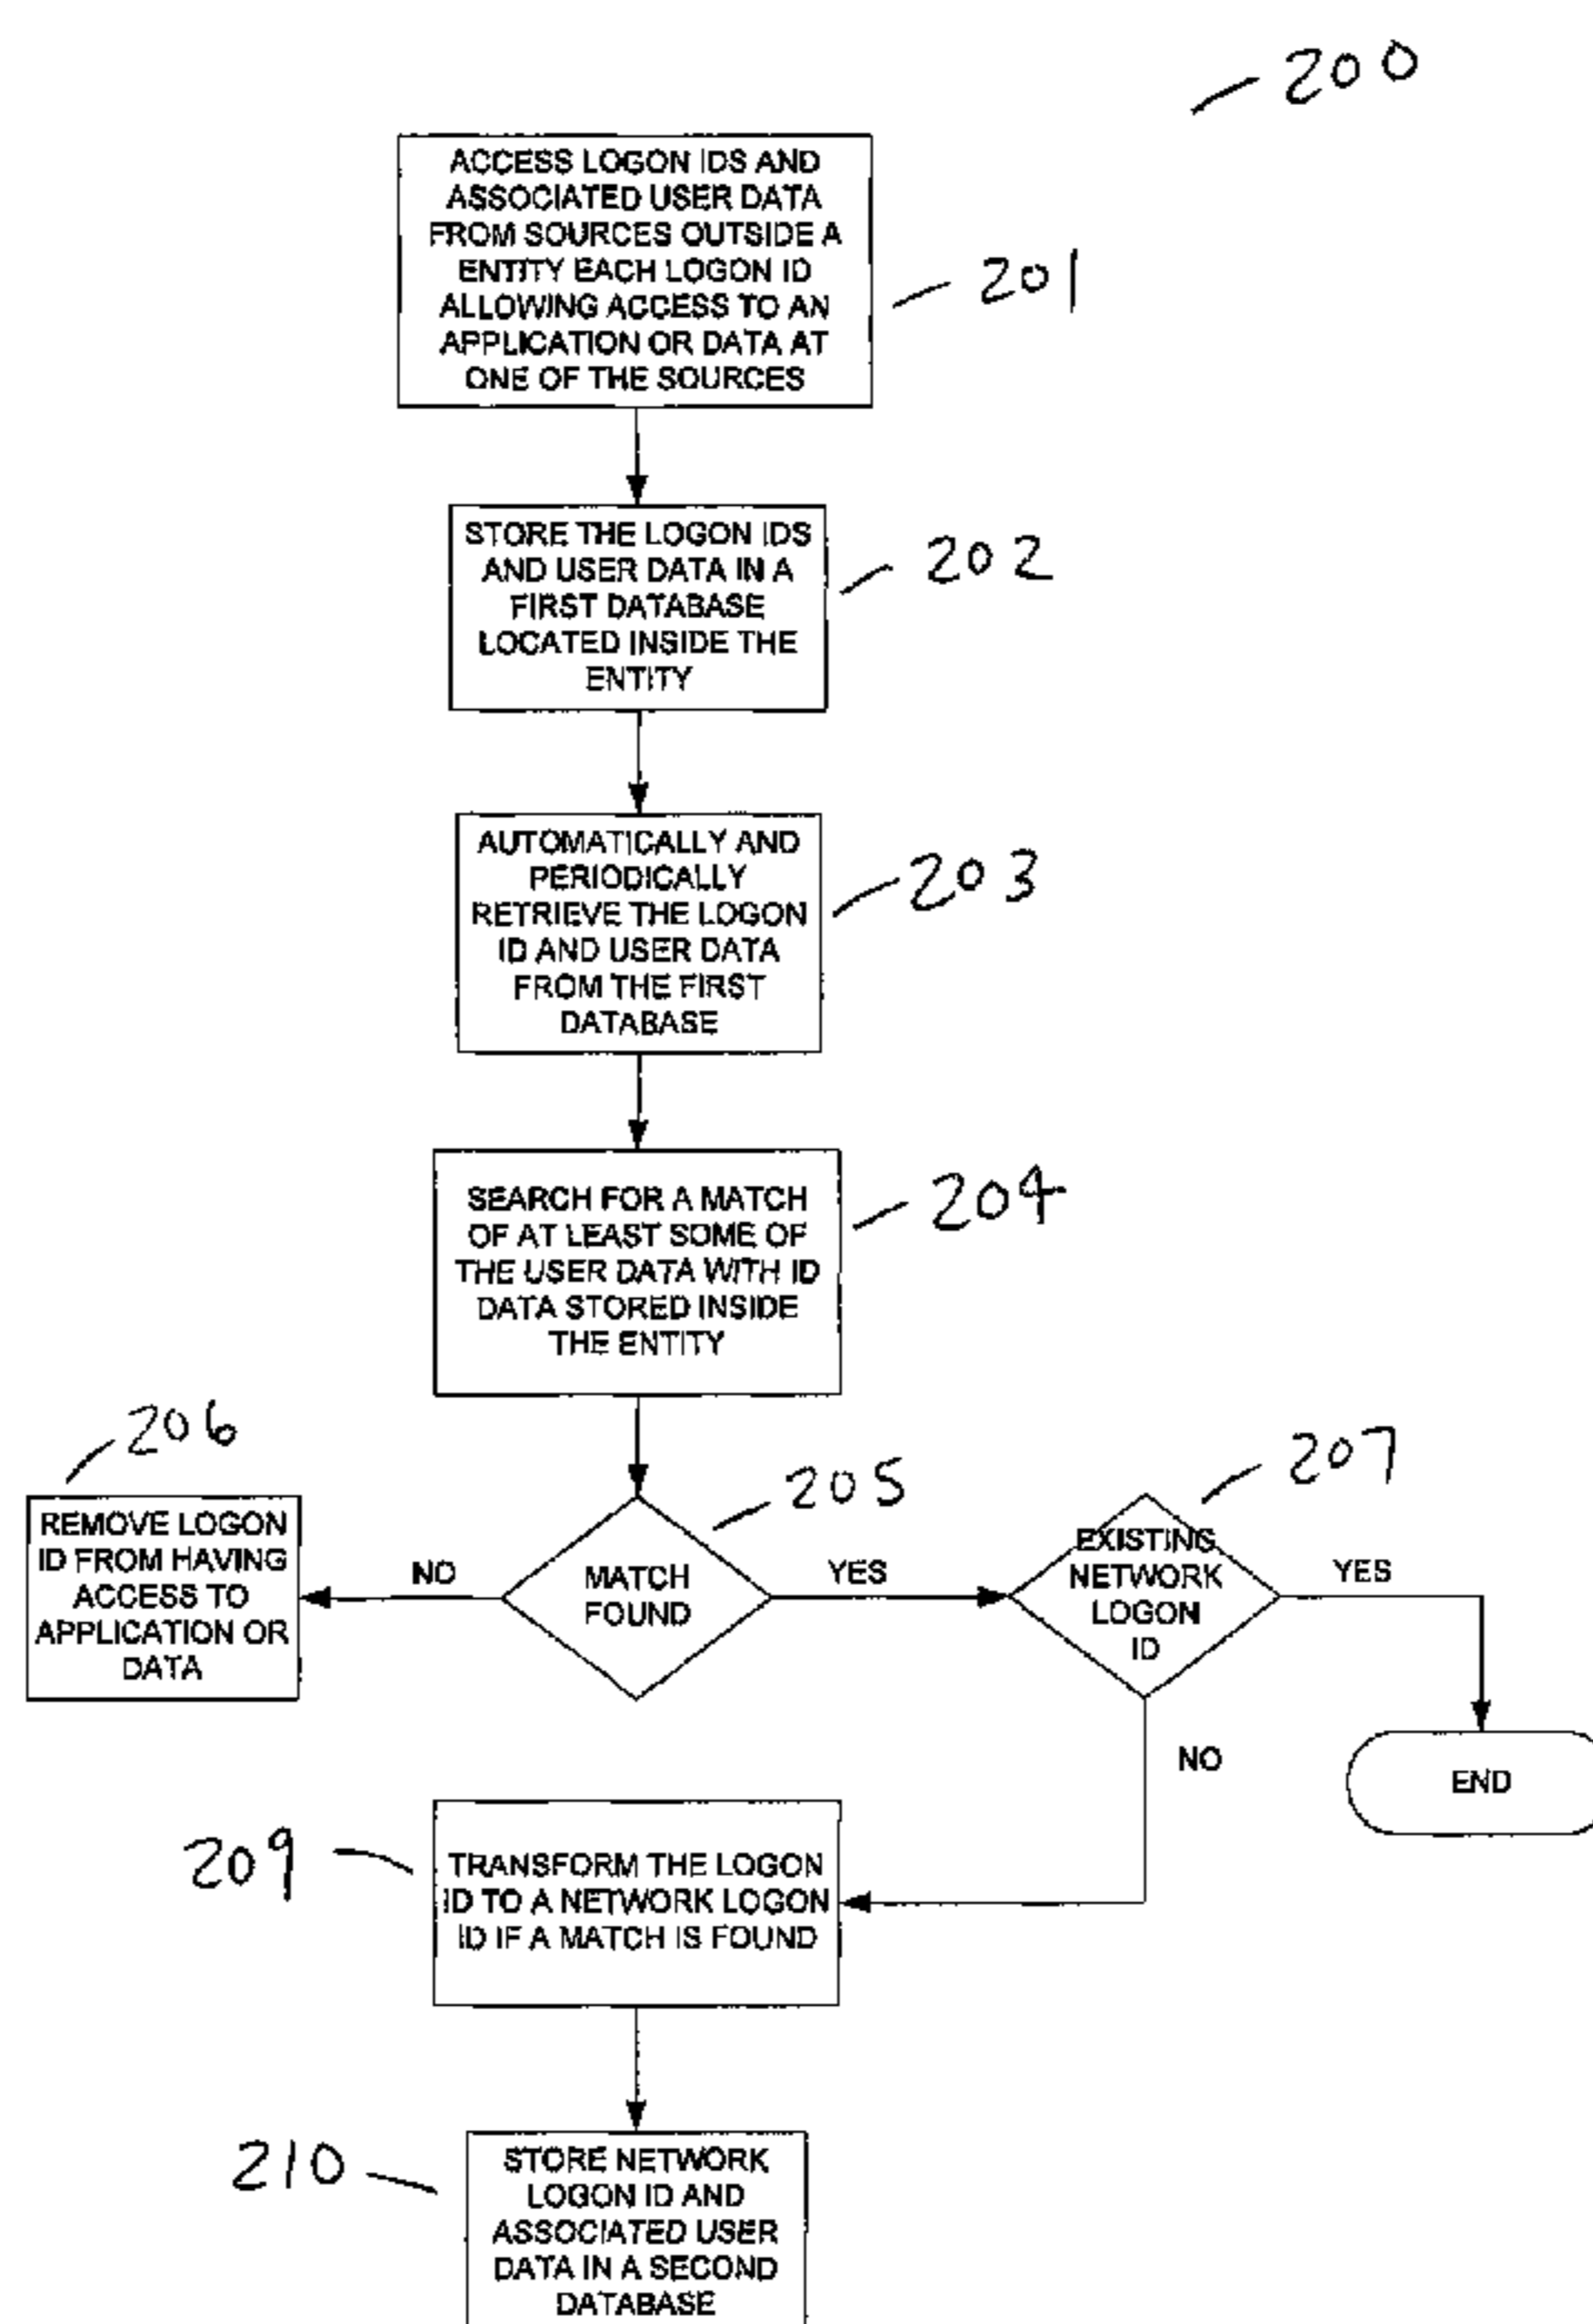 200
ACCESS LOGON IDS AND
ASSOCIATED USER DATA
FROM SOURCES OUTSIDE A
ENTITY EACH LOGON ID
ALLOWING ACCESS TO AN
APPLICATION OR DATA AT
ONE OF THE SOURCES
201
STORE THE LOGON IDS
AND USER DATA IN A
FIRST DATABASE
LOCATED INSIDE THE
ENTITY
202
AUTOMATICALLY AND
PERIODICALLY
RETRIEVE THE LOGON
ID AND USER DATA
FROM THE FIRST
DATABASE
203
SEARCH FOR A MATCH
OF AT LEAST SOME OF
THE USER DATA WITH ID
DATA STORED INSIDE
THE ENTITY
204
206
REMOVE LOGON
ID FROM HAVING
ACCESS TO
APPLICATION OR
DATA
NO
205
MATCH
FOUND
YES
207
EXISTING
NETWORK
LOGON
ID
YES
NO
END
209
TRANSFORM THE LOGON
ID TO A NETWORK LOGON
ID IF A MATCH IS FOUND
210
STORE NETWORK
LOGON ID AND
ASSOCIATED USER
DATA IN A SECOND
DATABASE